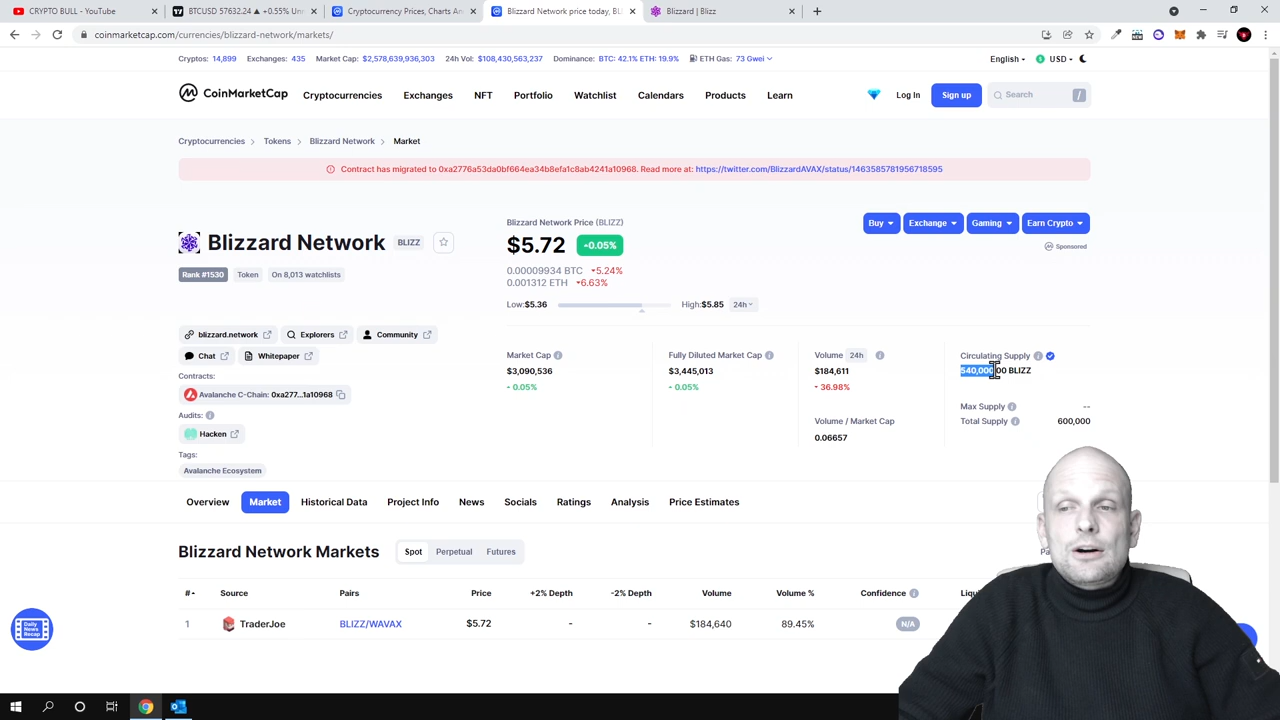 CRYPTO BULL - YouTube
BTCUSD 57632.24 ▲ +0.55% Unn
Cryptocurrency Prices, Charts An
Blizzard Network price today, BL
Blizzard | Blizz
coinmarketcap.com/currencies/blizzard-network/markets/
Cryptos: 14,899 Exchanges: 435 Market Cap: $2,578,639,936,303 24h Vol: $108,430,563,237 Dominance: BTC: 42.1% ETH: 19.9% ETH Gas: 73 Gwei
English USD
CoinMarketCap
Cryptocurrencies Exchanges NFT Portfolio Watchlist Calendars Products Learn
Log In Sign up Search /
Cryptocurrencies > Tokens > Blizzard Network > Market
Contract has migrated to 0xa2776a53da0bf664ea34b8efa1c8ab4241a10968. Read more at: https://twitter.com/BlizzardAVAX/status/1463585781956718595
Blizzard Network BLIZZ
Rank #1530 Token On 8,013 watchlists
Blizzard Network Price (BLIZZ)
$5.72 0.05%
0.00009934 BTC 5.24%
0.001312 ETH 6.63%
Low:$5.36 High:$5.85 24h
Buy Exchange Gaming Earn Crypto
Sponsored
blizzard.network Explorers Community
Chat Whitepaper
Contracts:
Avalanche C-Chain: 0xa277...1a10968
Audits:
Hacken
Tags:
Avalanche Ecosystem
Market Cap
$3,090,536
0.05%
Fully Diluted Market Cap
$3,445,013
0.05%
Volume 24h
$184,611
36.98%
Volume / Market Cap
0.06657
Circulating Supply
540,000.00 BLIZZ
Max Supply --
Total Supply 600,000
Overview Market Historical Data Project Info News Socials Ratings Analysis Price Estimates
Blizzard Network Markets
Spot Perpetual Futures
# Source Pairs Price +2% Depth -2% Depth Volume Volume % Confidence
1 TraderJoe BLIZZ/WAVAX $5.72 - - $184,640 89.45% N/A
Daily
News
Recap